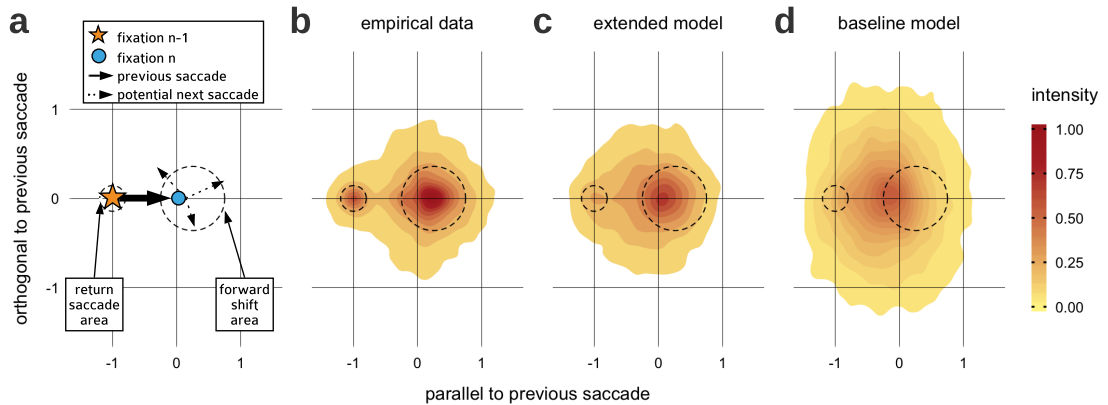 a
fixation n-1
fixation n
previous saccade
potential next saccade
b
empirical data
c
extended model
d
baseline model
orthogonal to previous saccade
1
0
-1
return
saccade
area
forward
shift
area
-1
0
1
-1
0
1
-1
0
1
-1
0
1
parallel to previous saccade
intensity
1.00
0.75
0.50
0.25
0.00